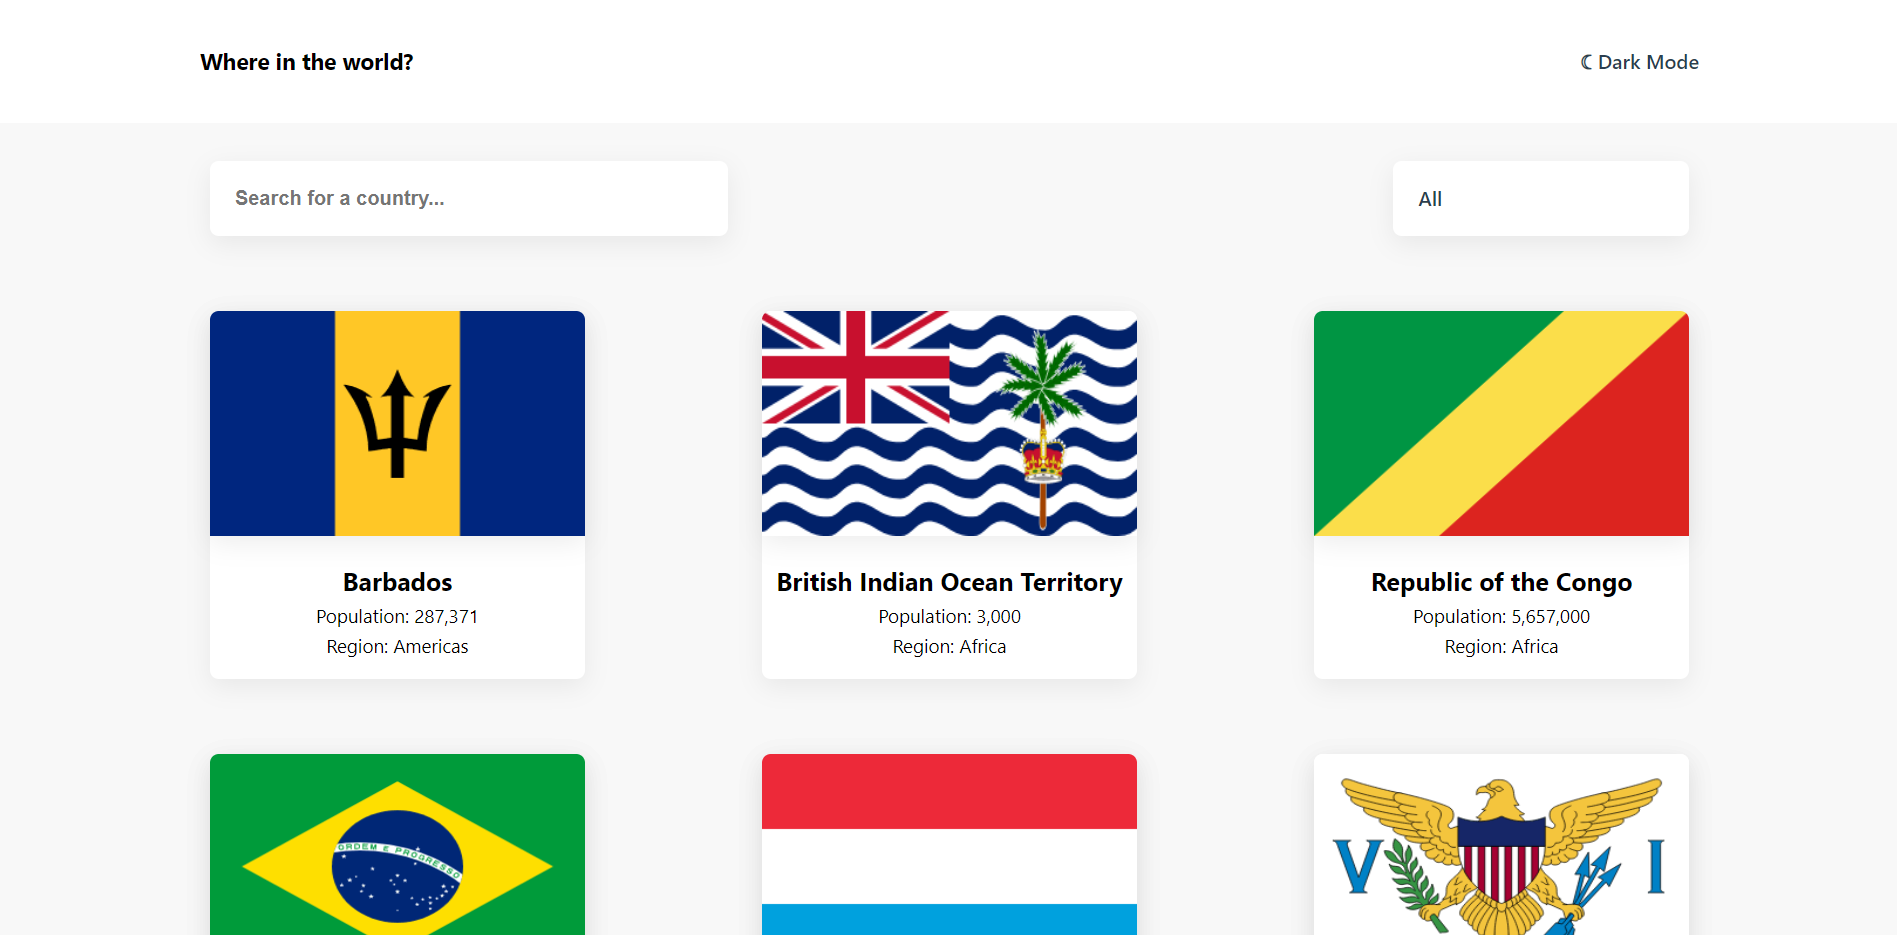 Where in the world?
Dark Mode
Search for a country...
All
Barbados
Population: 287,371
Region: Americas
British Indian Ocean Territory
Population: 3,000
Region: Africa
Republic of the Congo
Population: 5,657,000
Region: Africa
ORDEM E PROGRESSO
V I